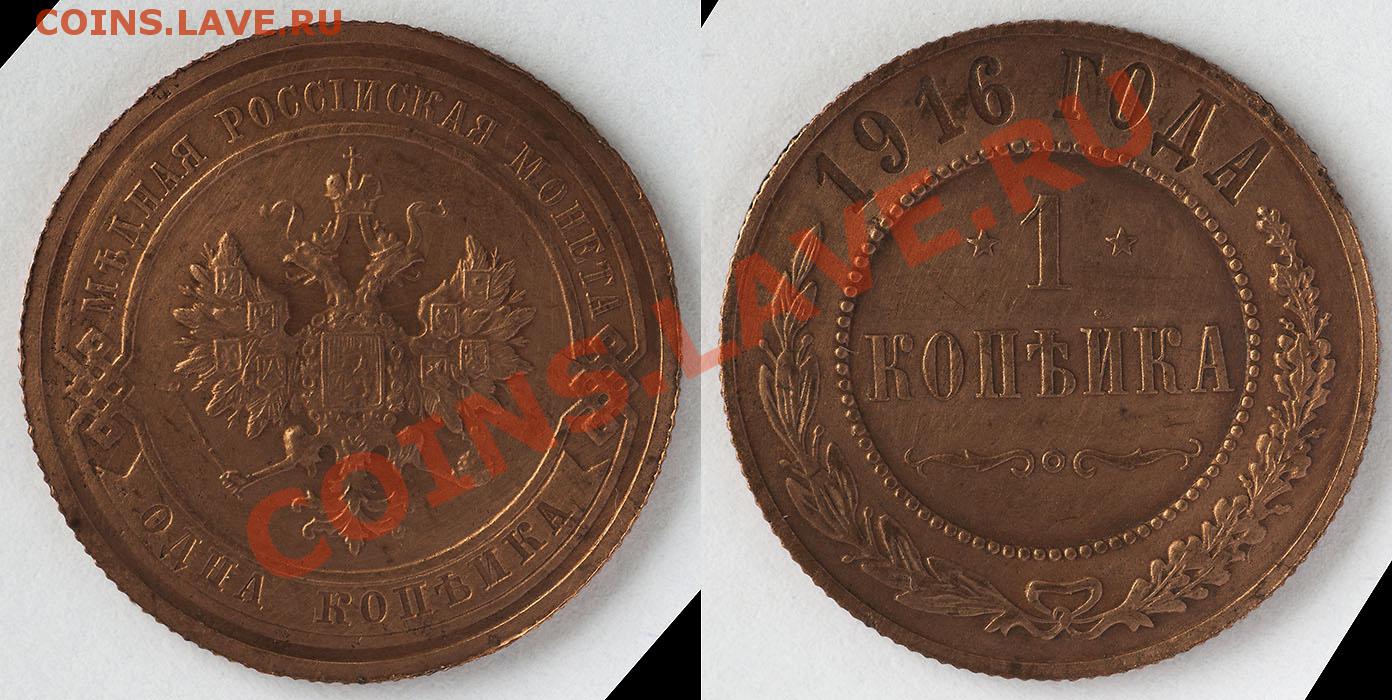 COINS.LAVE.RU
МѢДНАЯ РОССІЙСКАЯ МОНЕТА
ОДНА КОПѢЙКА
1916 ГОДА
1
КОПѢЙКА
COINS.LAVE.RU